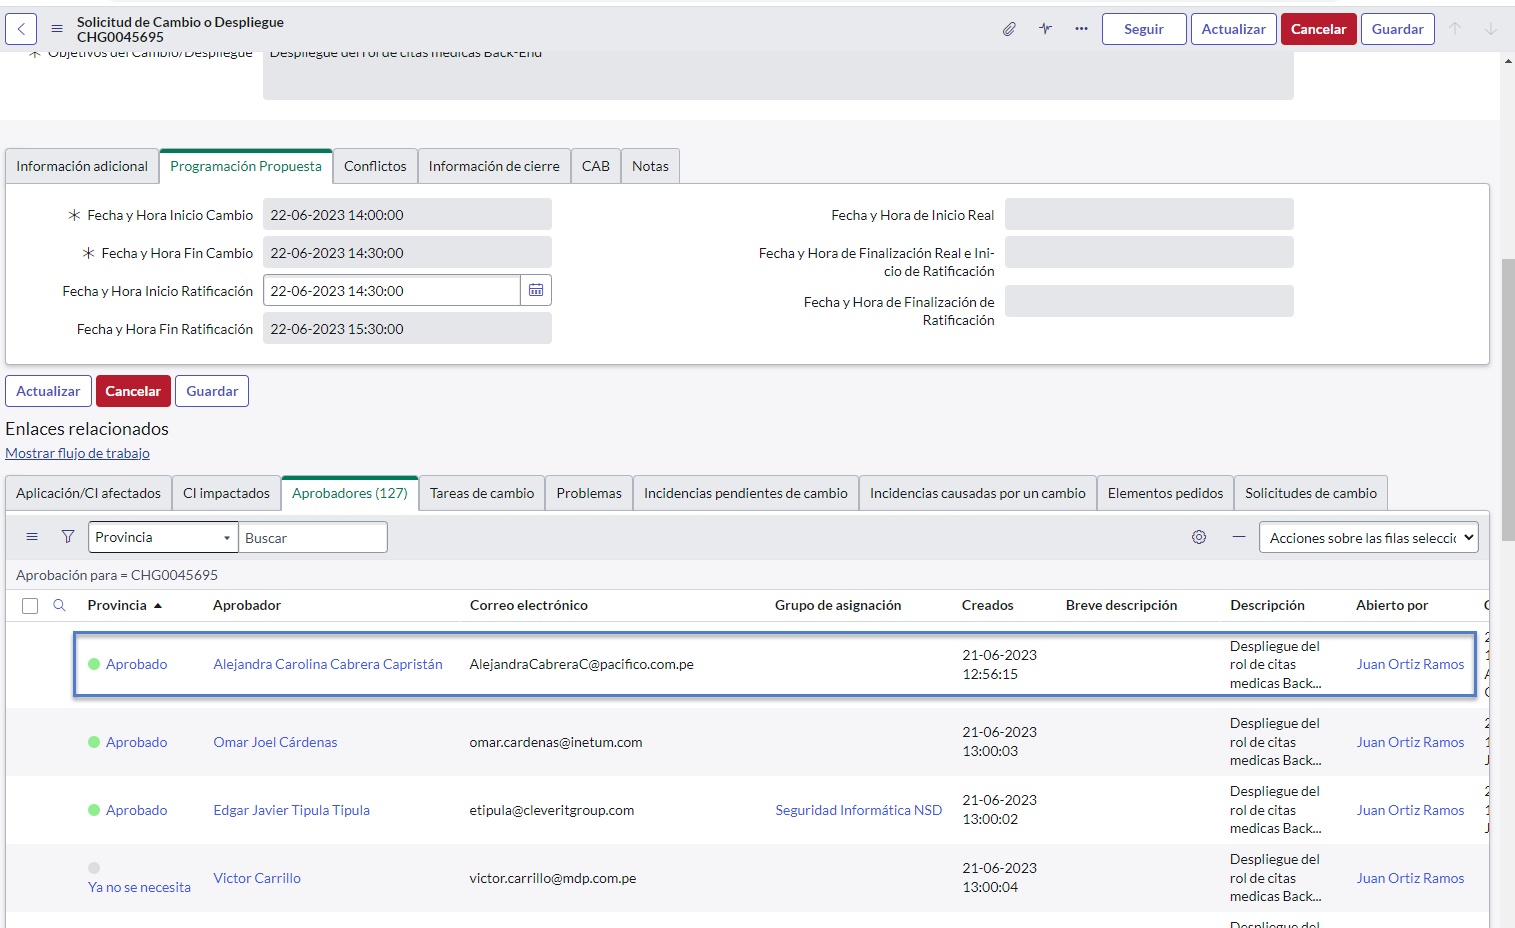 Solicitud de Cambio o Despliegue
CHG0045695
Seguir
Actualizar
Cancelar
Guardar
Objetivos del Cambio/Despliegue
Despliegue del rol de citas medicas Back-End
Información adicional
Programación Propuesta
Conflictos
Información de cierre
CAB
Notas
Fecha y Hora Inicio Cambio
22-06-2023 14:00:00
Fecha y Hora de Inicio Real
Fecha y Hora Fin Cambio
22-06-2023 14:30:00
Fecha y Hora de Finalización Real e Ini-
cio de Ratificación
Fecha y Hora Inicio Ratificación
22-06-2023 14:30:00
Fecha y Hora de Finalización de
Ratificación
Fecha y Hora Fin Ratificación
22-06-2023 15:30:00
Actualizar
Cancelar
Guardar
Enlaces relacionados
Mostrar flujo de trabajo
Aplicación/CI afectados
CI impactados
Aprobadores (127)
Tareas de cambio
Problemas
Incidencias pendientes de cambio
Incidencias causadas por un cambio
Elementos pedidos
Solicitudes de cambio
Provincia
Buscar
Acciones sobre las filas selecci
Aprobación para = CHG0045695
Provincia
Aprobador
Correo electrónico
Grupo de asignación
Creados
Breve descripción
Descripción
Abierto por
Aprobado
Alejandra Carolina Cabrera Capristán
AlejandraCabreraC@pacifico.com.pe
21-06-2023
12:56:15
Despliegue del
rol de citas
medicas Back...
Juan Ortiz Ramos
Aprobado
Omar Joel Cárdenas
omar.cardenas@inetum.com
21-06-2023
13:00:03
Despliegue del
rol de citas
medicas Back...
Juan Ortiz Ramos
Aprobado
Edgar Javier Tipula Tipula
etipula@cleveritgroup.com
Seguridad Informática NSD
21-06-2023
13:00:02
Despliegue del
rol de citas
medicas Back...
Juan Ortiz Ramos
Ya no se necesita
Victor Carrillo
victor.carrillo@mdp.com.pe
21-06-2023
13:00:04
Despliegue del
rol de citas
medicas Back...
Juan Ortiz Ramos
Despliegue del